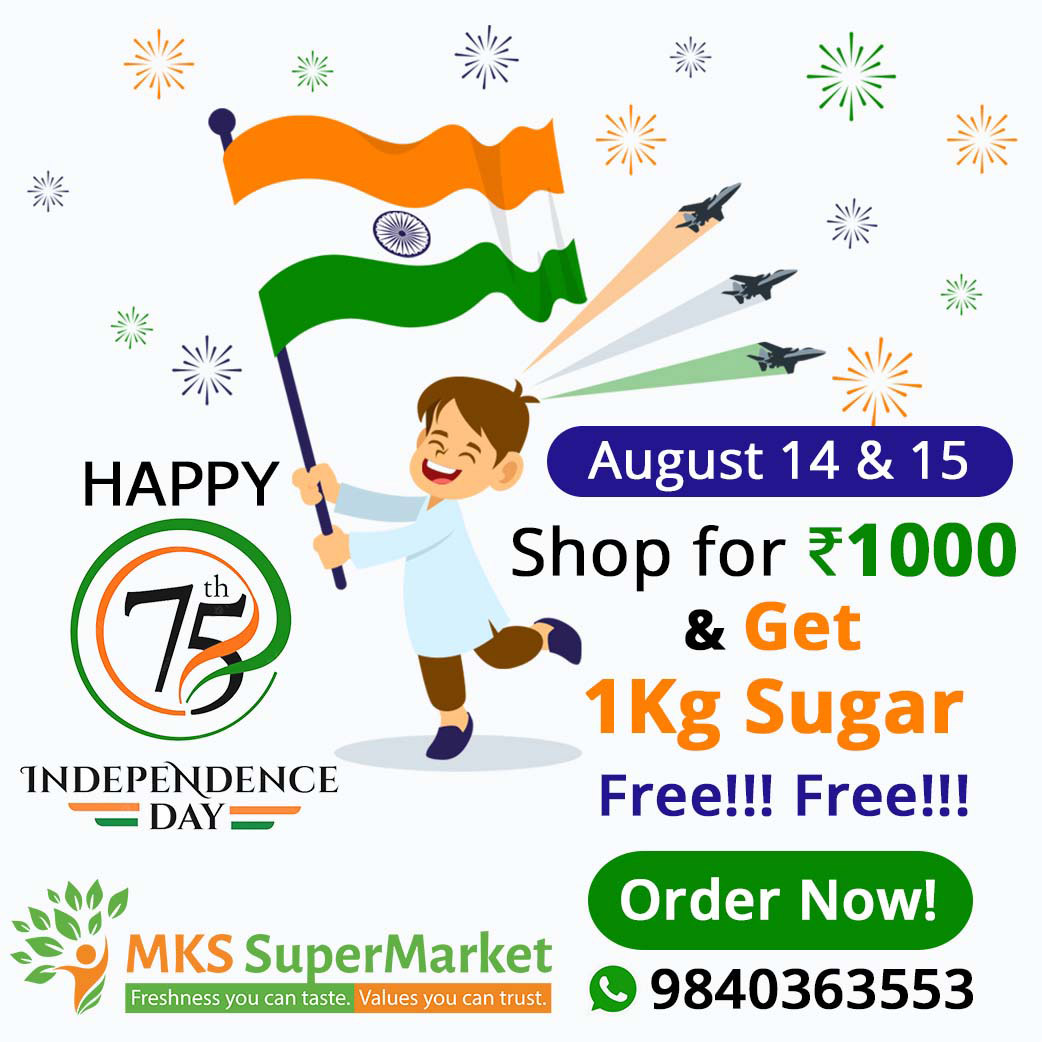 HAPPY
75th
INDEPENDENCE
DAY
August 14 & 15
Shop for ₹1000
& Get
1Kg Sugar
Free!!! Free!!!
Order Now!
9840363553
MKS SuperMarket
Freshness you can taste. Values you can trust.